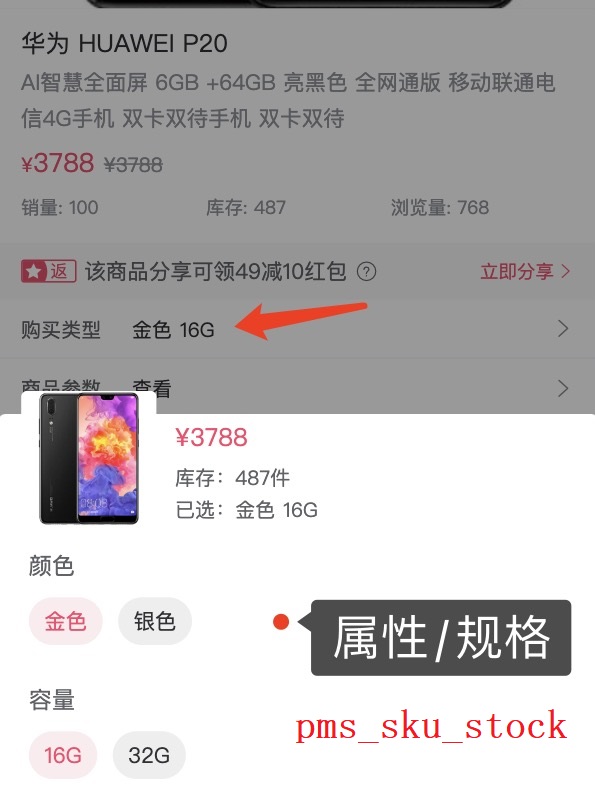 华为 HUAWEI P20
AI智慧全面屏 6GB +64GB 亮黑色 全网通版 移动联通电
信4G手机 双卡双待手机 双卡双待
¥3788 ¥3788
销量: 100 库存: 487 浏览量: 768
返 该商品分享可领49减10红包 ? 立即分享
购买类型 金色 16G
商品参数 查看
¥3788
库存: 487件
已选: 金色 16G
颜色
金色 银色
属性/规格
容量
pms_sku_stock
16G 32G